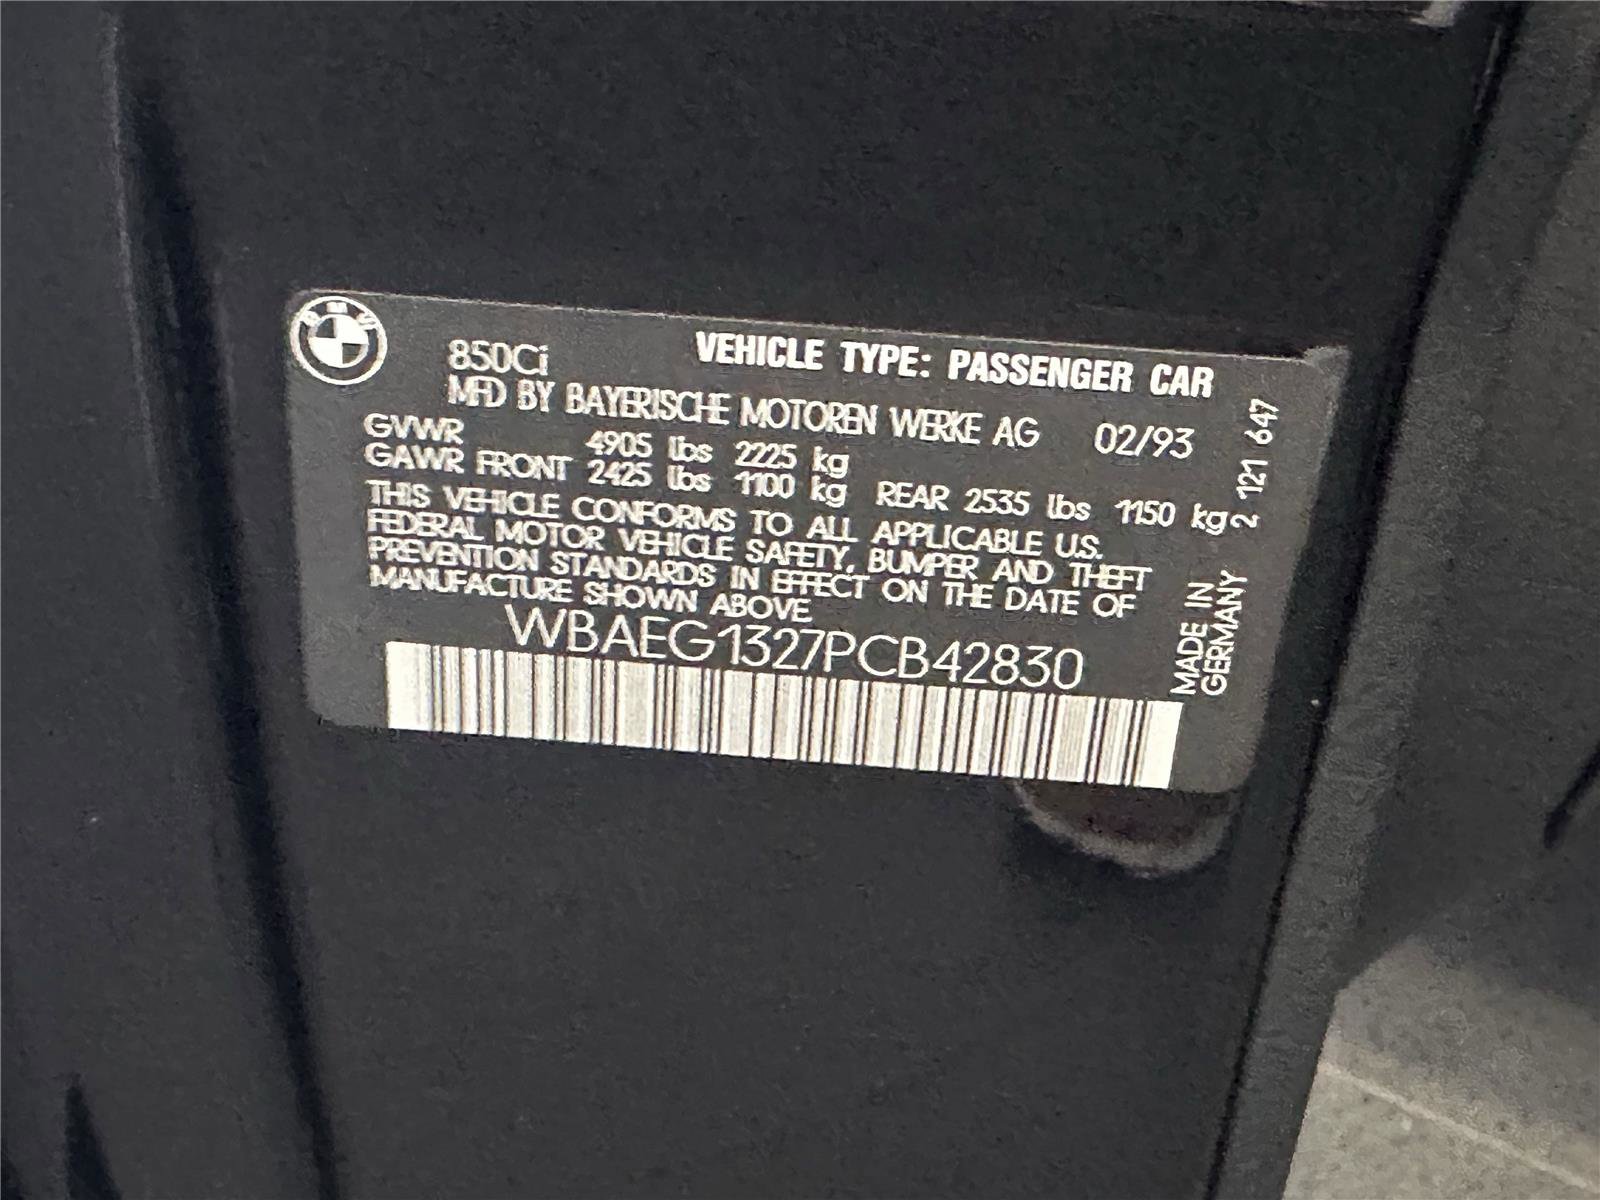 BMW
850Ci VEHICLE TYPE: PASSENGER CAR
MFD BY BAYERISCHE MOTOREN WERKE AG 02/93
GVWR 4905 lbs 2225 kg
GAWR FRONT 2425 lbs 1100 kg REAR 2535 lbs 1150 kg
THIS VEHICLE CONFORMS TO ALL APPLICABLE U.S.
FEDERAL MOTOR VEHICLE SAFETY, BUMPER AND THEFT
PREVENTION STANDARDS IN EFFECT ON THE DATE OF
MANUFACTURE SHOWN ABOVE
WBAEG1327PCB42830
MADE IN
GERMANY
2 121 647